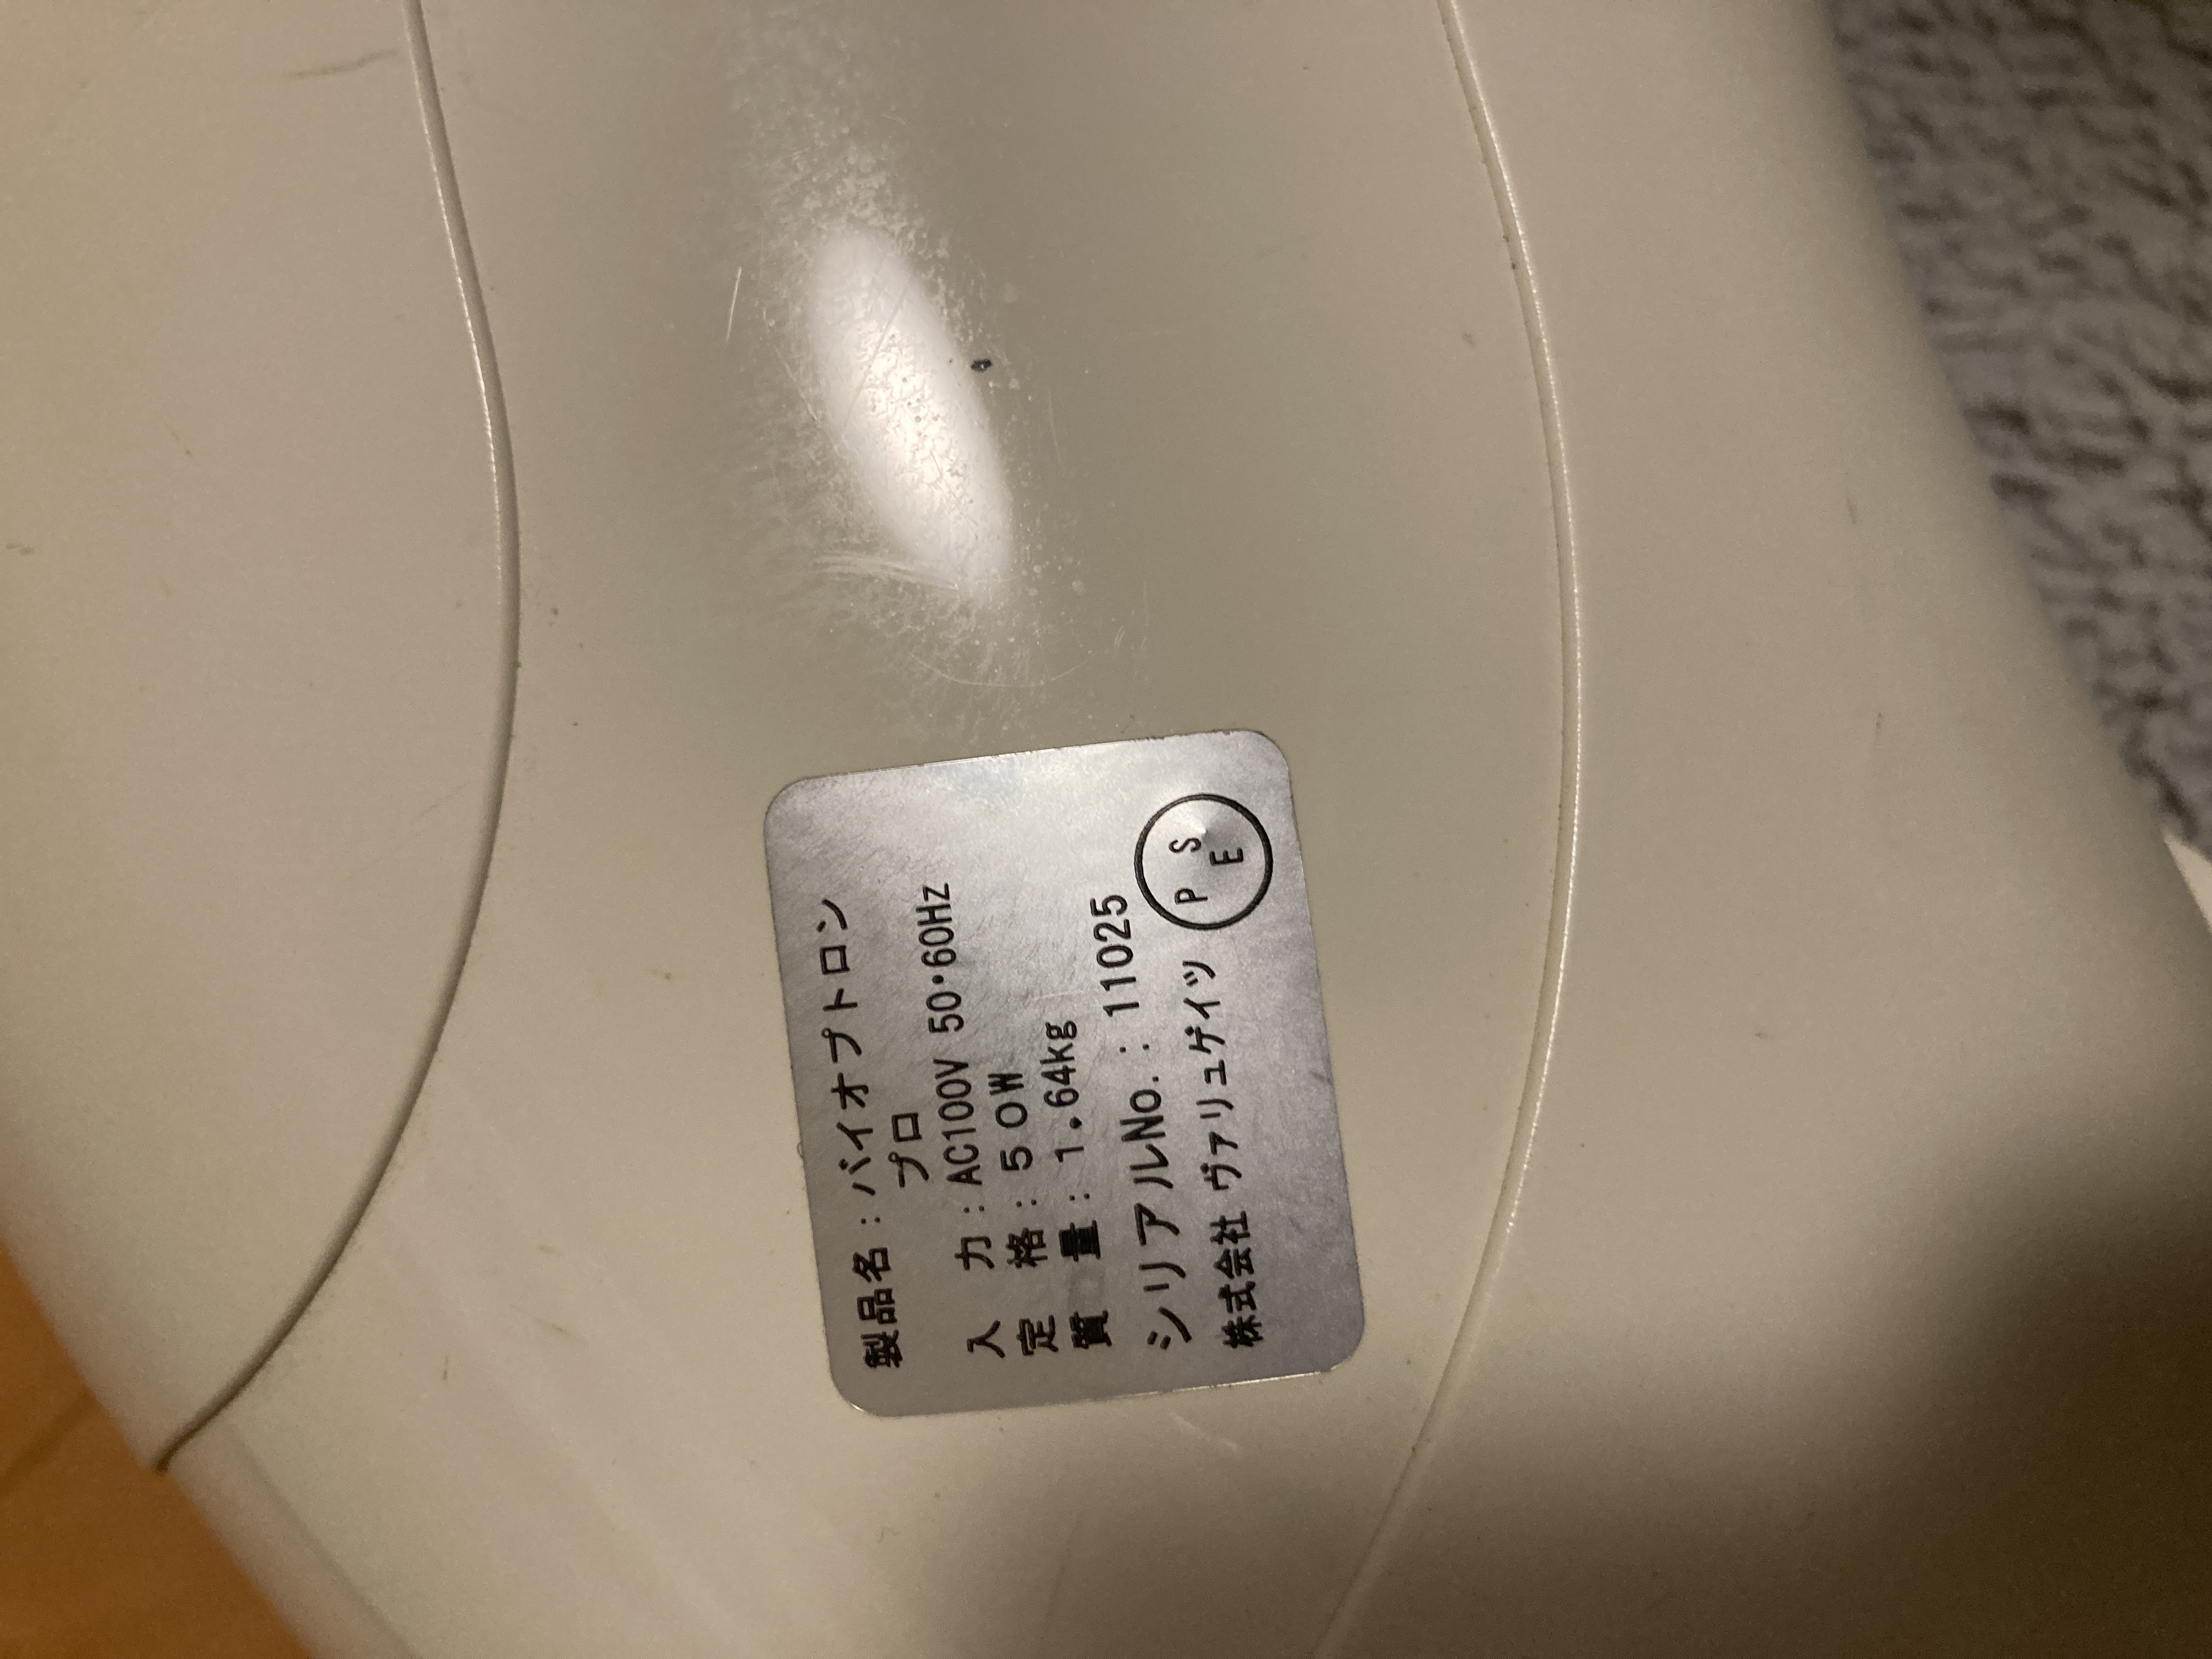 製品名:バイオプトロン
プロ
入 力:AC100V 50・60Hz
定 格:50W
質 量:1.64kg
シリアルNo.:11025
株式会社 ヴァリュゲイツ
PSE